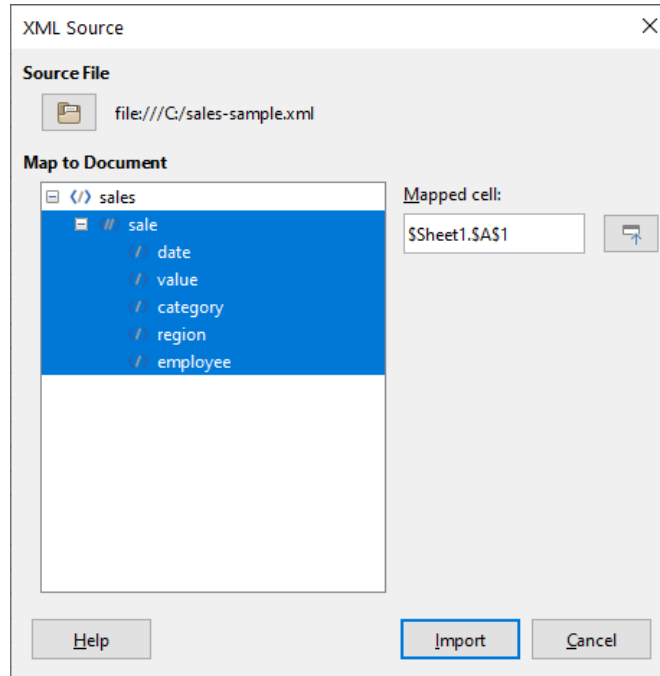 XML Source
Source File
file:///C:/sales-sample.xml
Map to Document
sales
sale
date
value
category
region
employee
Mapped cell:
$Sheet1.$A$1
Help
Import
Cancel